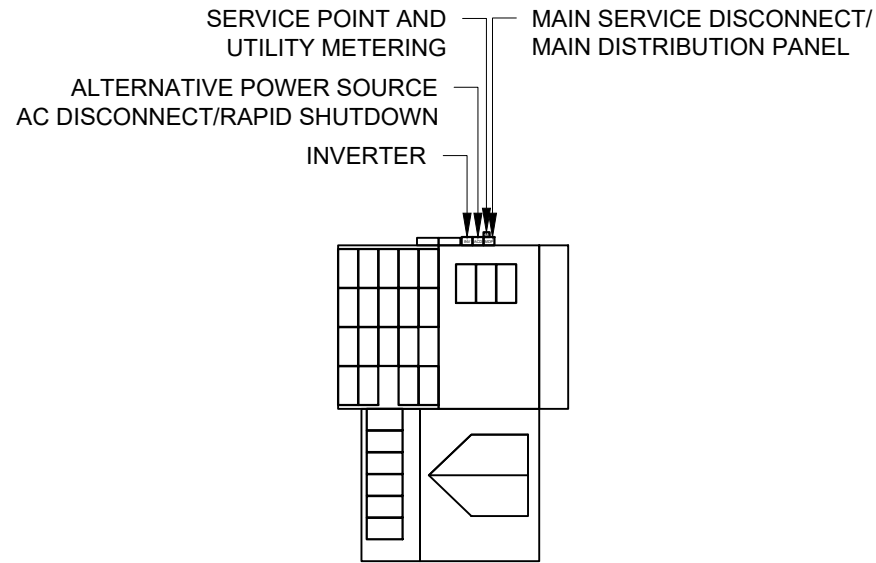 SERVICE POINT AND
UTILITY METERING
MAIN SERVICE DISCONNECT/
MAIN DISTRIBUTION PANEL
ALTERNATIVE POWER SOURCE
AC DISCONNECT/RAPID SHUTDOWN
INVERTER